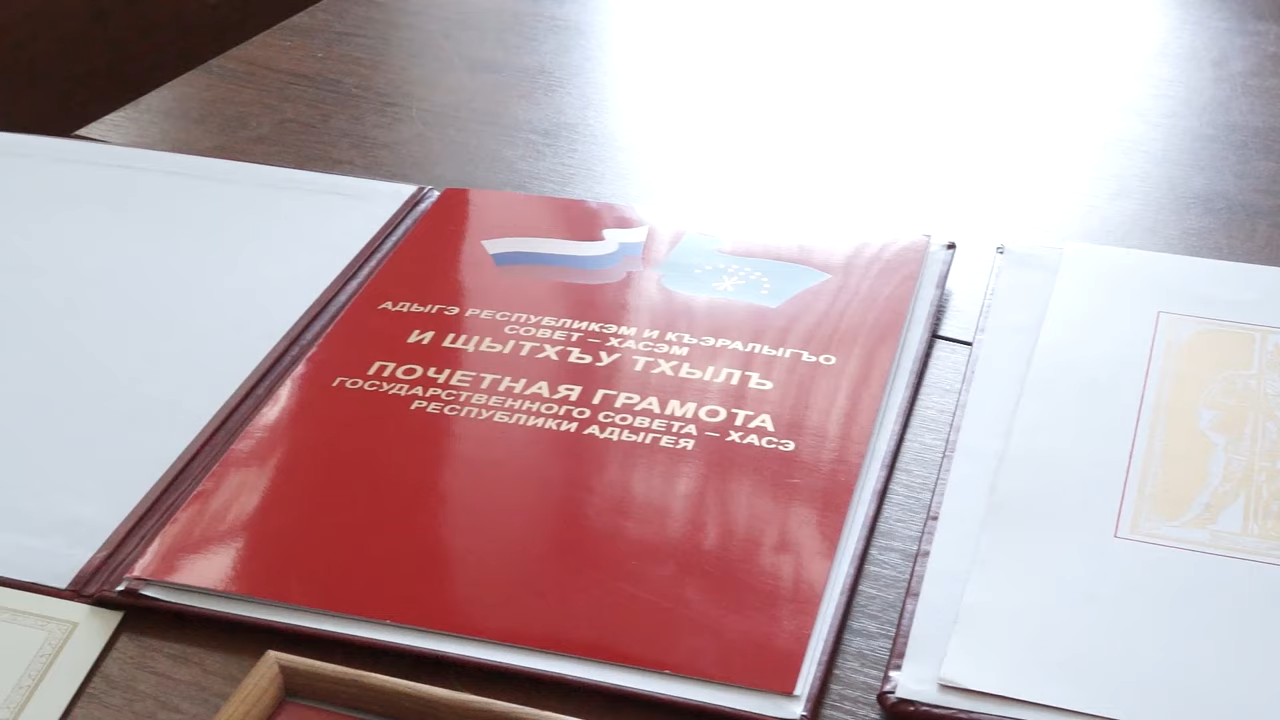 АДЫГЭ РЕСПУБЛИКЭМ И КЪЭРАЛЫГЪО
СОВЕТ – ХАСЭМ
И ЩЫТХЪУ ТХЫЛЪ
ПОЧЕТНАЯ ГРАМОТА
ГОСУДАРСТВЕННОГО СОВЕТА – ХАСЭ
РЕСПУБЛИКИ АДЫГЕЯ